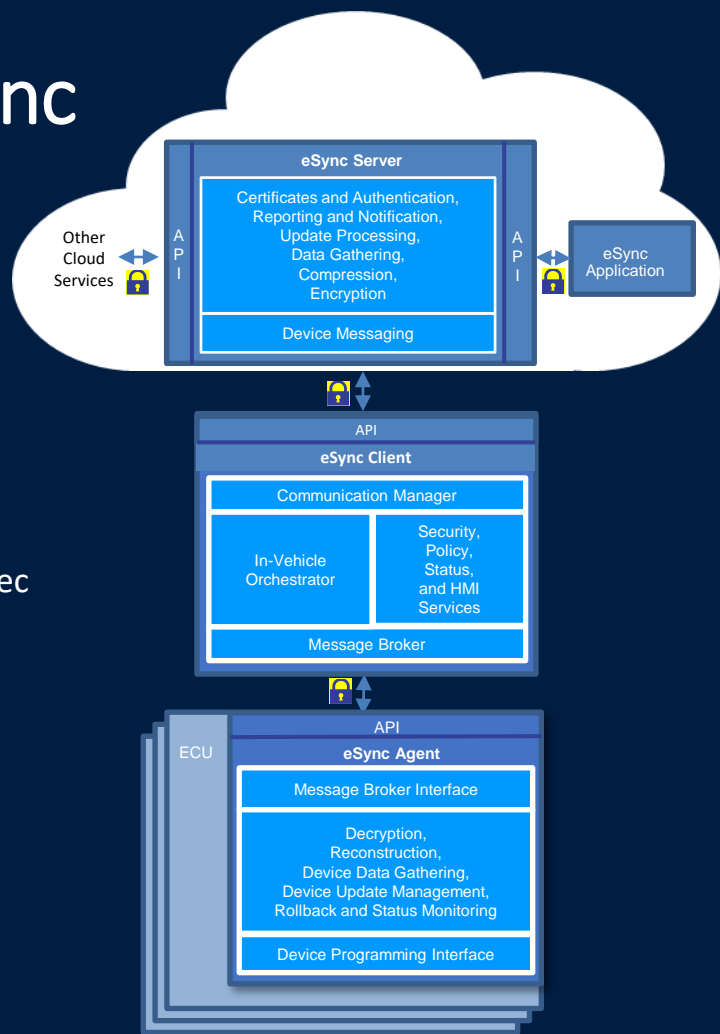 nc
eSync Server
Certificates and Authentication,
Reporting and Notification,
Update Processing,
Data Gathering,
Compression,
Encryption
Device Messaging
A
P
I
A
P
I
Other
Cloud
Services
eSync
Application
API
eSync Client
Communication Manager
In-Vehicle
Orchestrator
Security,
Policy,
Status,
and HMI
Services
Message Broker
ec
ECU
API
eSync Agent
Message Broker Interface
Decryption,
Reconstruction,
Device Data Gathering,
Device Update Management,
Rollback and Status Monitoring
Device Programming Interface